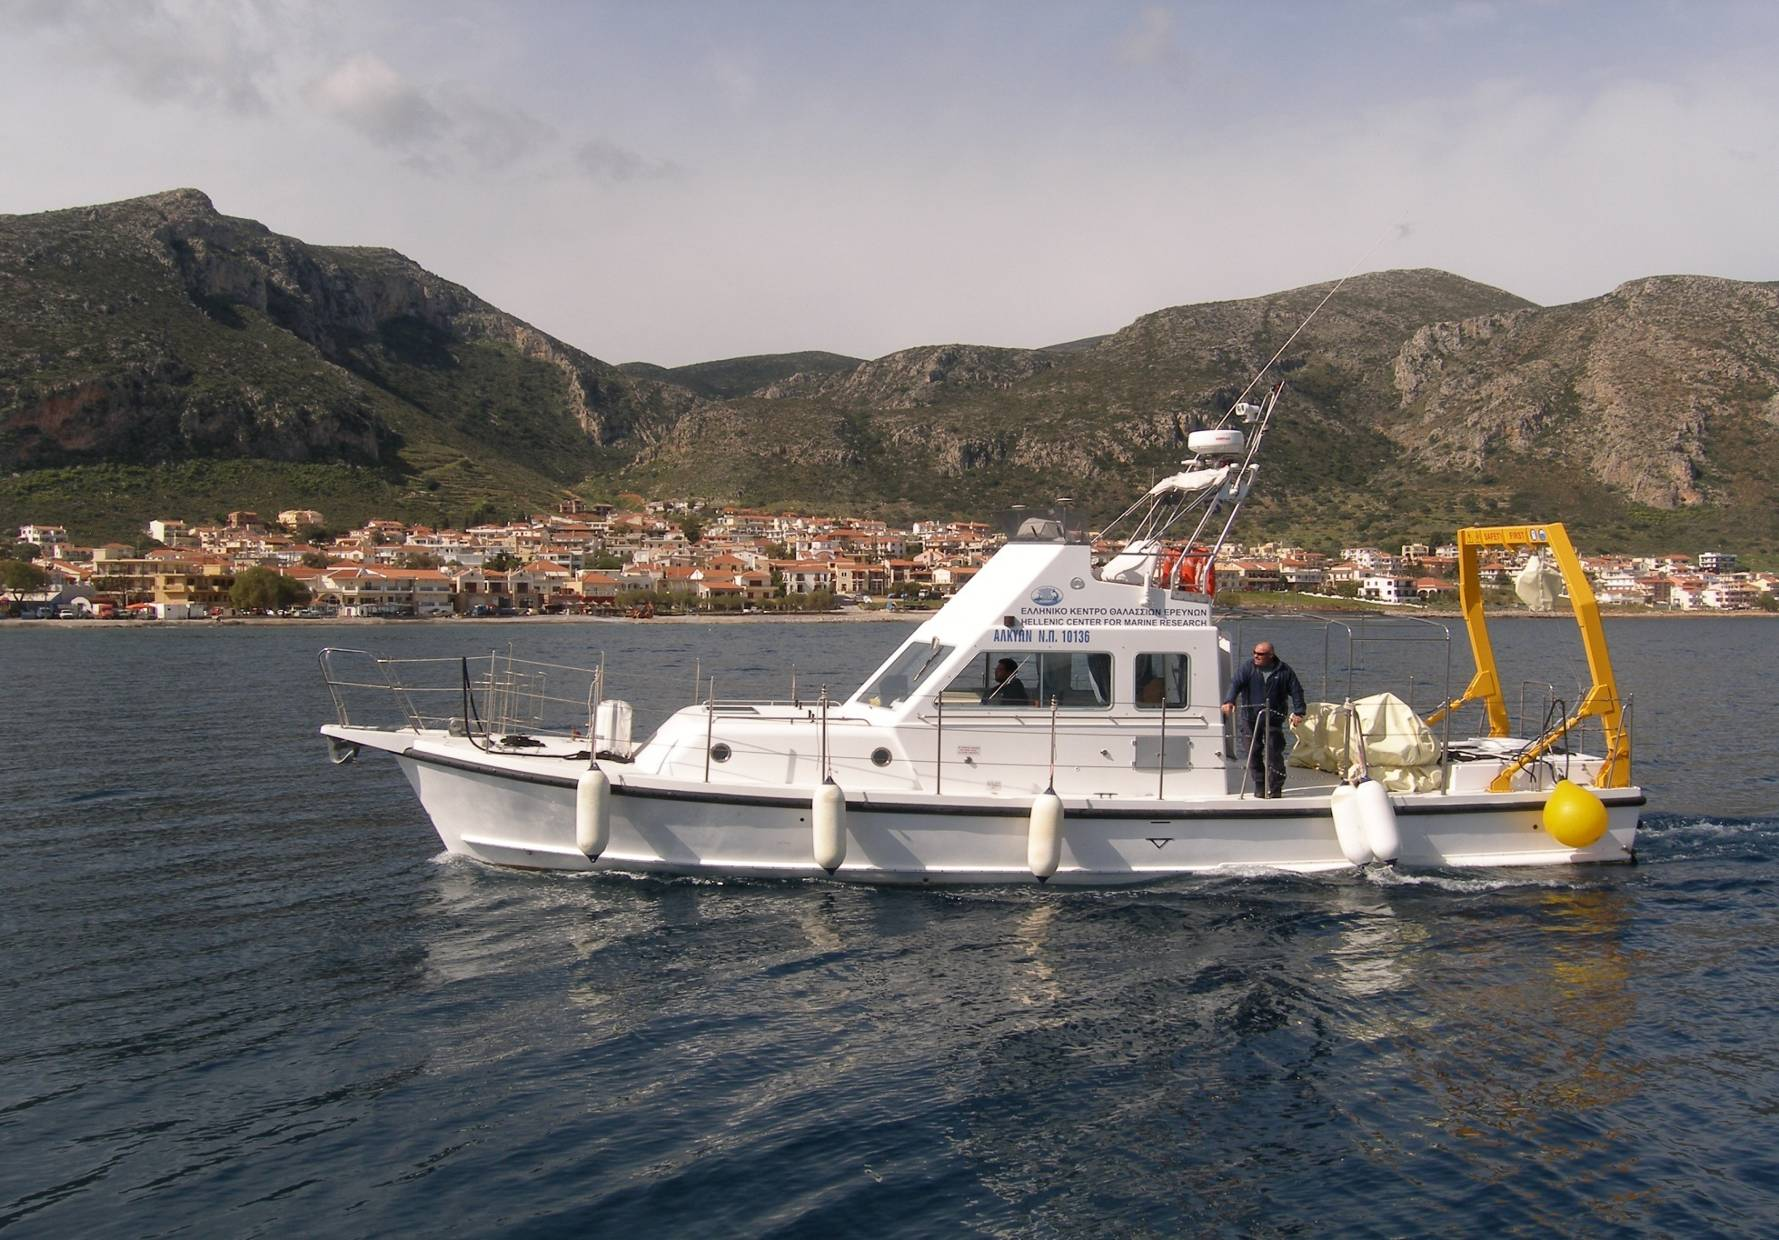 SAFETY FIRST
ΕΛΛΗΝΙΚΟ ΚΕΝΤΡΟ ΘΑΛΑΣΣΙΩΝ ΕΡΕΥΝΩΝ
HELLENIC CENTER FOR MARINE RESEARCH
ΑΛΚΥΩΝ Ν.Π. 10136